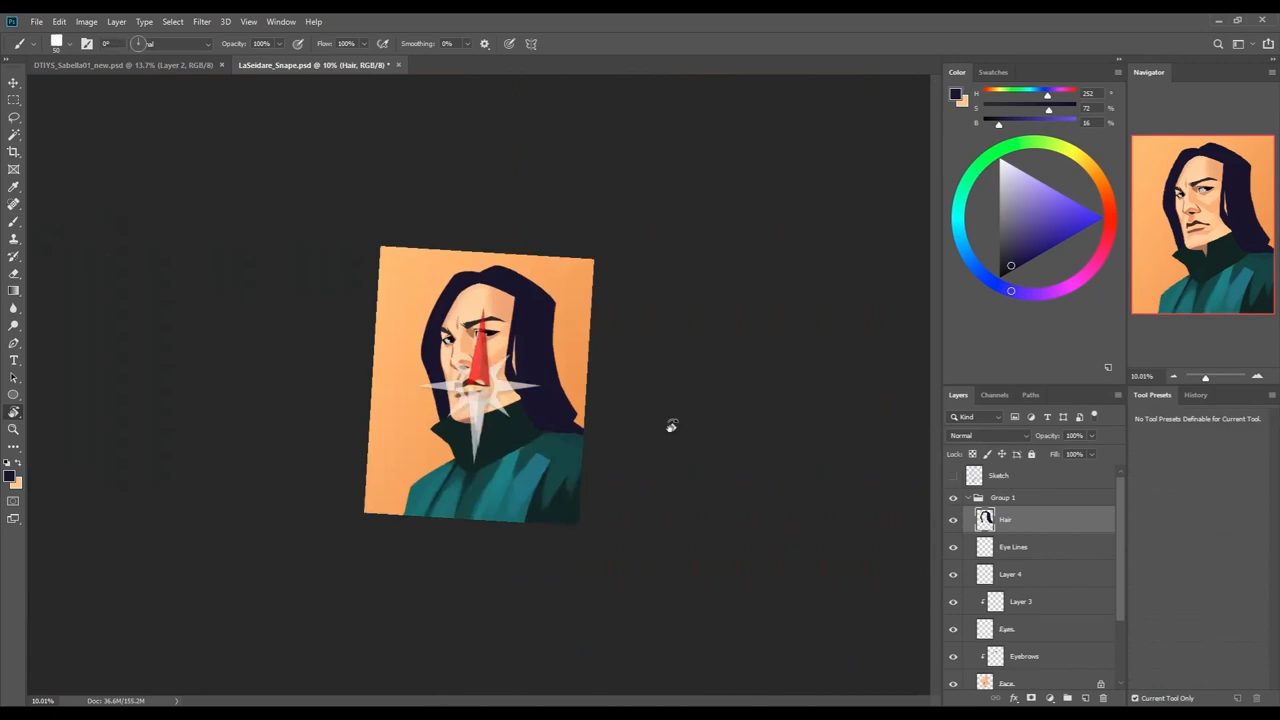 Ps File Edit Image Layer Type Select Filter 3D View Window Help
50 0° Opacity: 100% Flow: 100% Smoothing: 0%
DTIYS_Sabella01_new.psd @ 13.7% (Layer 2, RGB/8) × LaSeidare_Snape.psd @ 10% (Hair, RGB/8) * ×
Color Swatches
Navigator
H 252 °
S 72 %
B 16 %
10.01%
Layers Channels Paths
Tool Presets History
Kind
No Tool Presets Definable for Current Tool.
Normal Opacity: 100%
Lock: Fill: 100%
Sketch
Group 1
Hair
Eye Lines
Layer 4
Layer 3
Eyes
Eyebrows
Face
Current Tool Only
10.01% Doc: 36.6M/155.2M